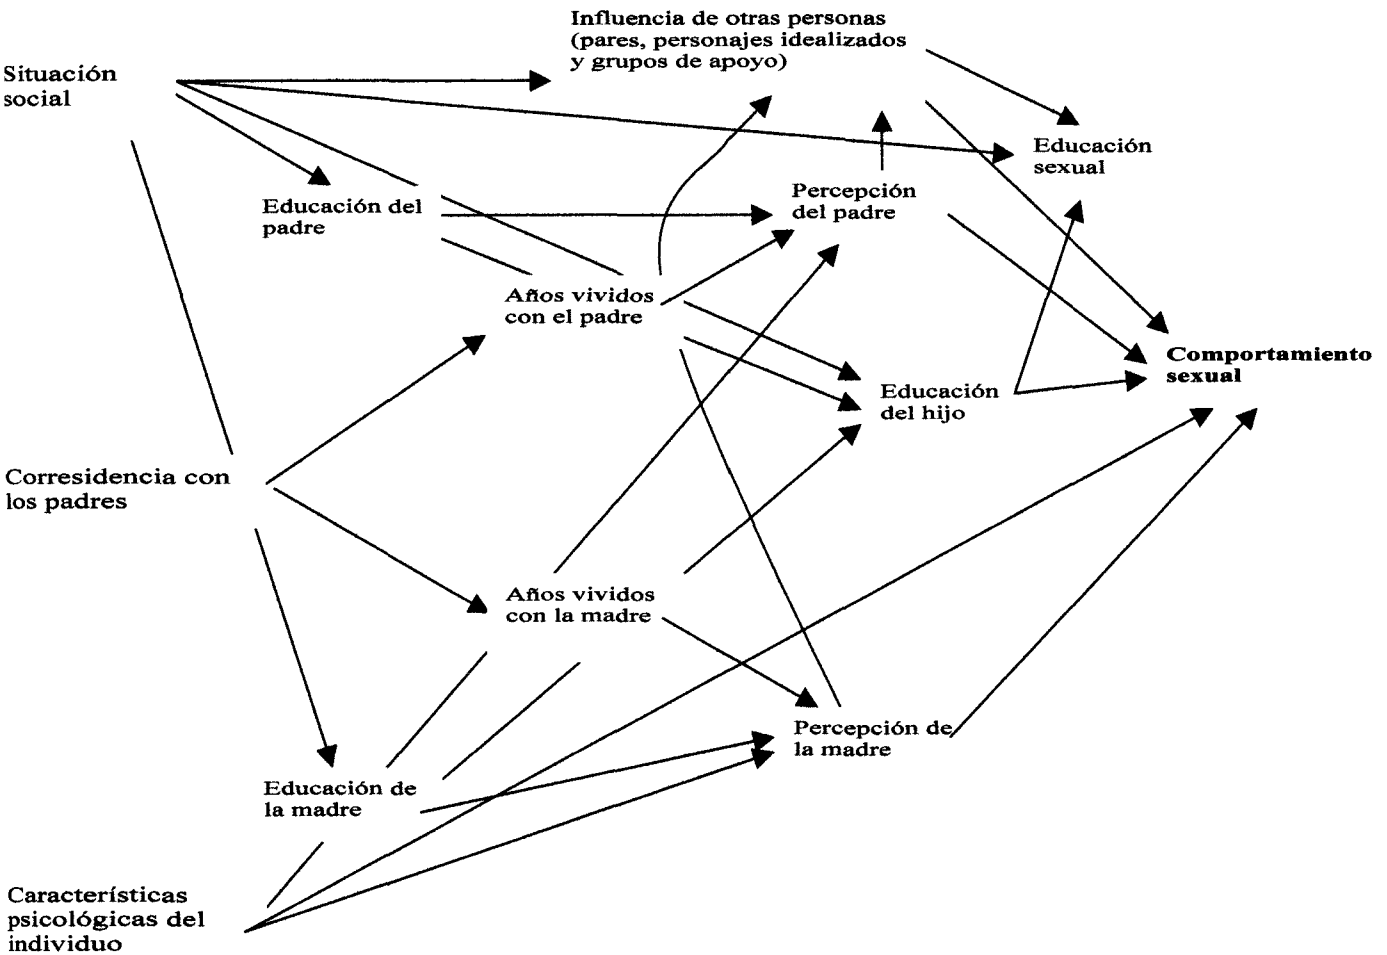 Influencia de otras personas
(pares, personajes idealizados
y grupos de apoyo)
Situación
social
Educación
sexual
Percepción
del padre
Educación del
padre
Años vividos
con el padre
Comportamiento
sexual
Educación
del hijo
Corresidencia con
los padres
Años vividos
con la madre
Percepción de
la madre
Educación de
la madre
Características
psicológicas del
individuo